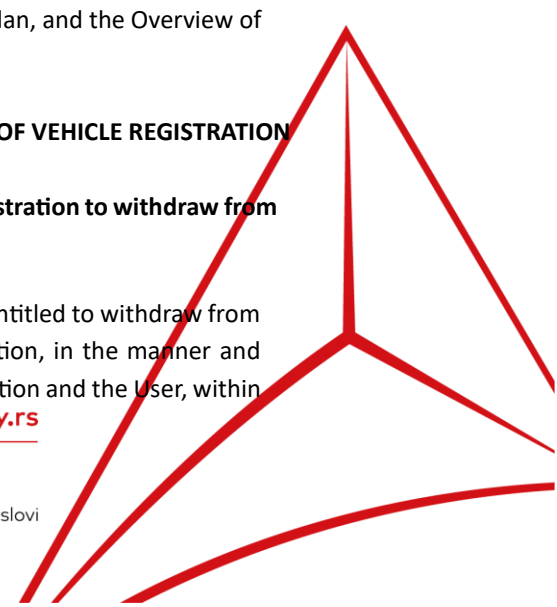 lan, and the Overview of
OF VEHICLE REGISTRATION
stration to withdraw from
ntitled to withdraw from
tion, in the manner and
tion and the User, within
y.rs
slovi